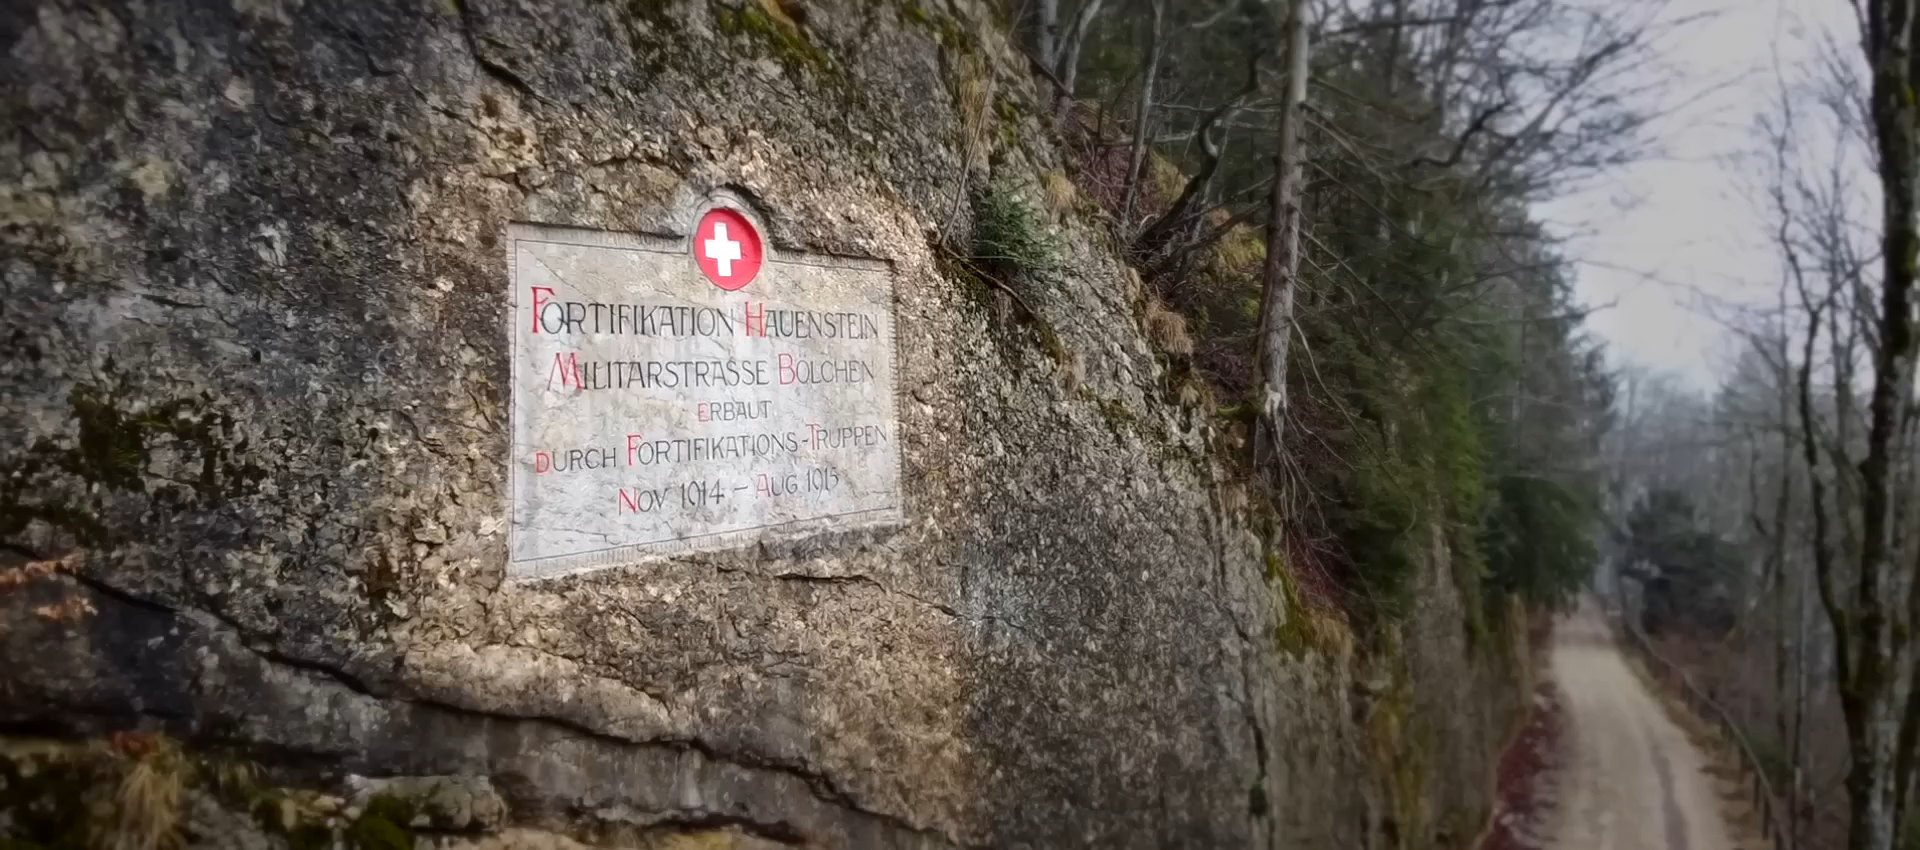 FORTIFIKATION HAUENSTEIN
MILITARSTRASSE BÖLCHEN
ERBAUT
DURCH FORTIFIKATIONS-TRUPPEN
NOV 1914 – AUG 1915